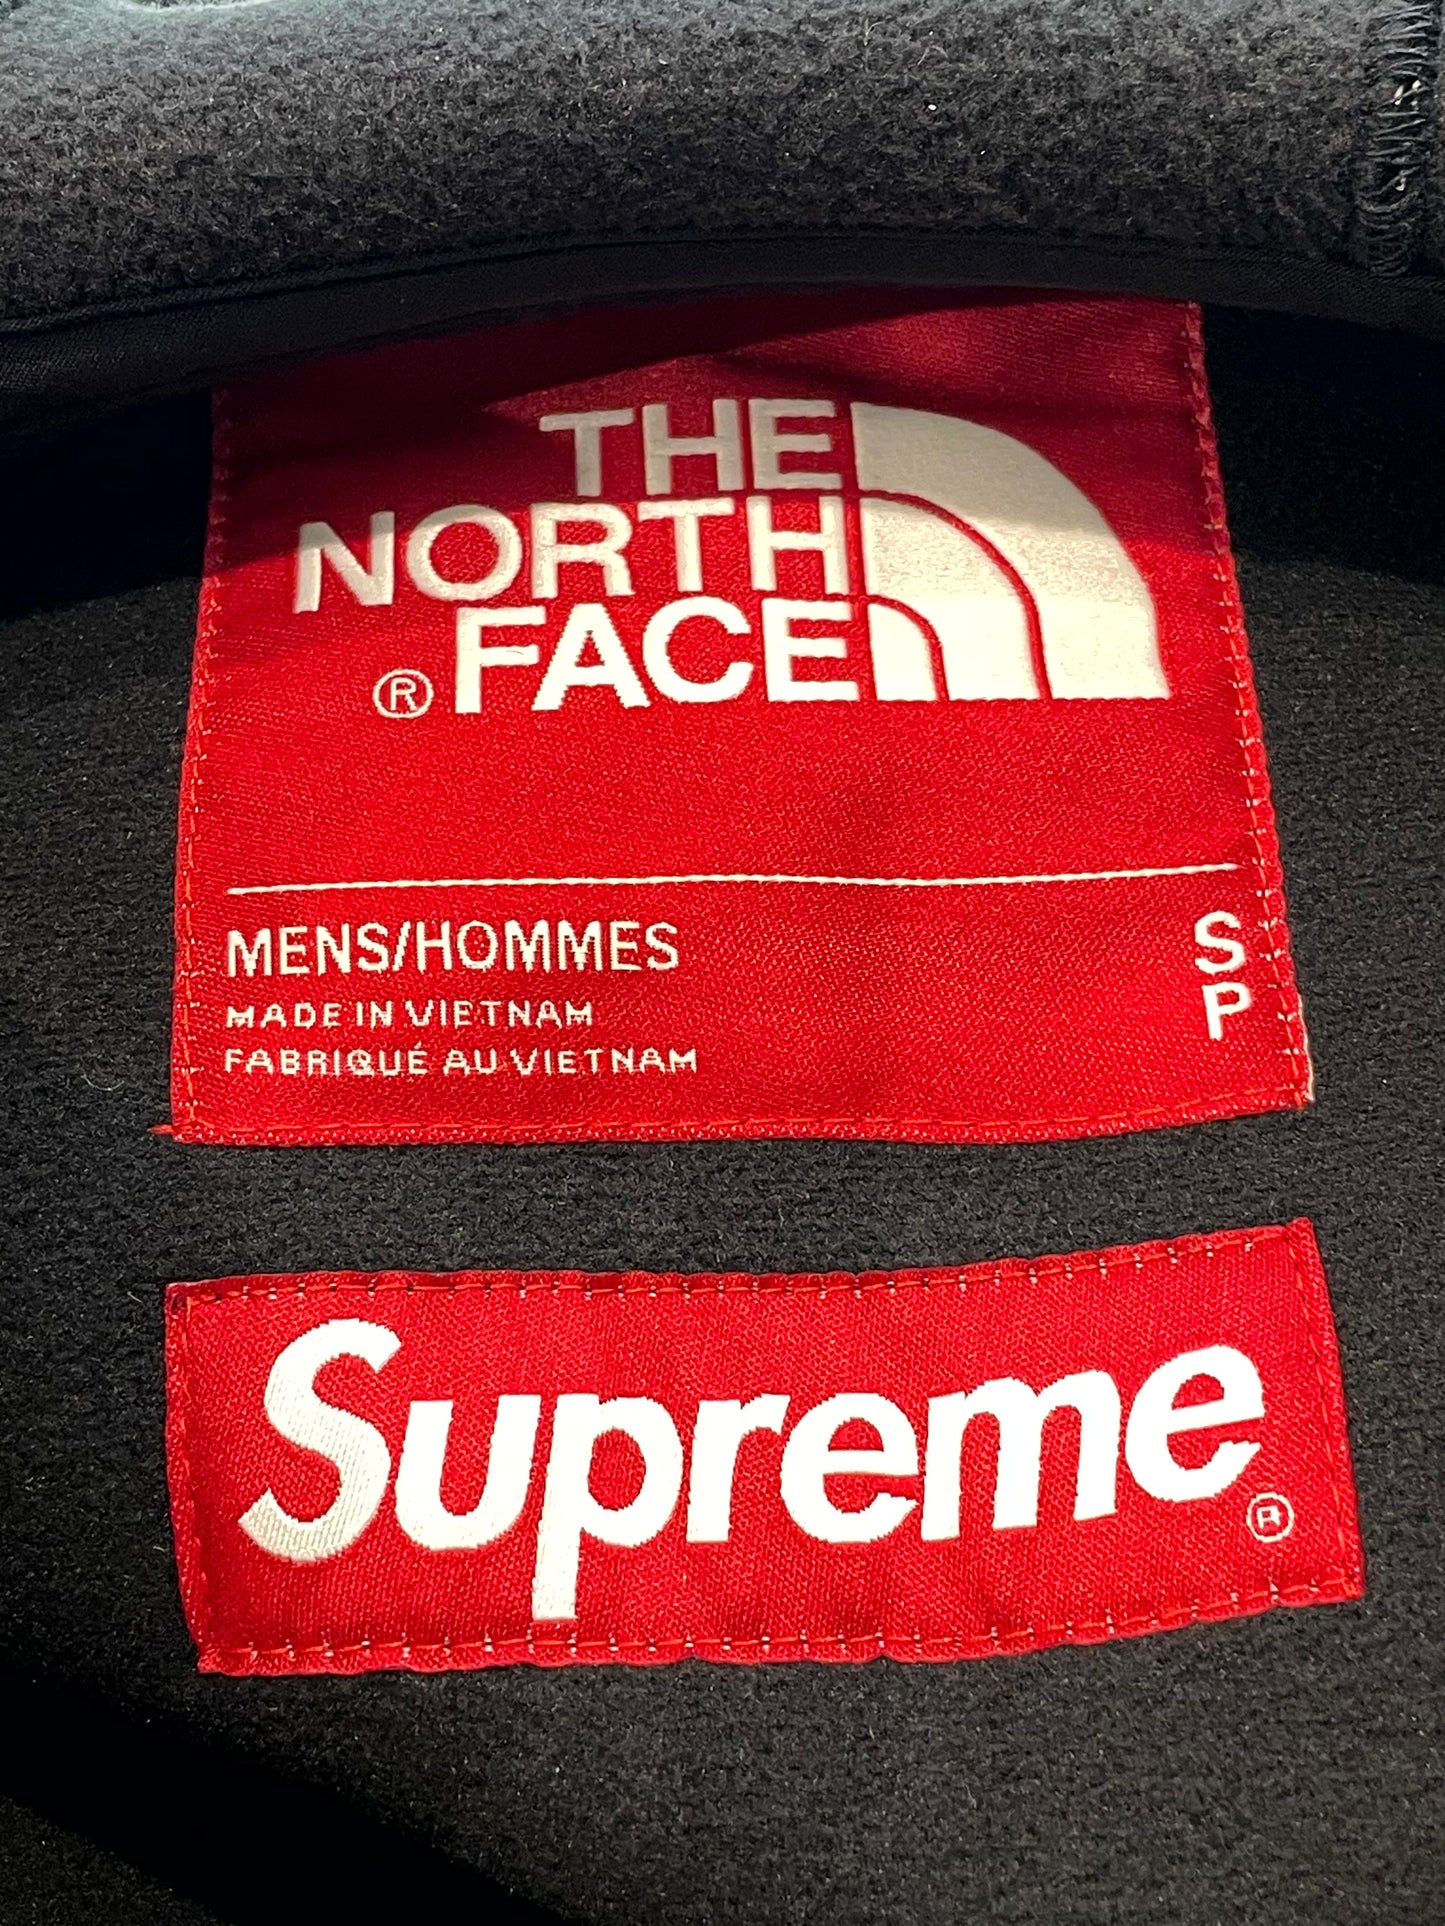 THE
NORTH
FACE
®
MENS/HOMMES
MADE IN VIETNAM
FABRIQUÉ AU VIETNAM
S
P
Supreme®